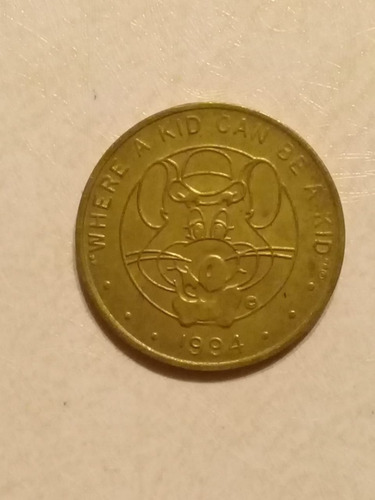 "WHERE A KID CAN BE A KID"
1994